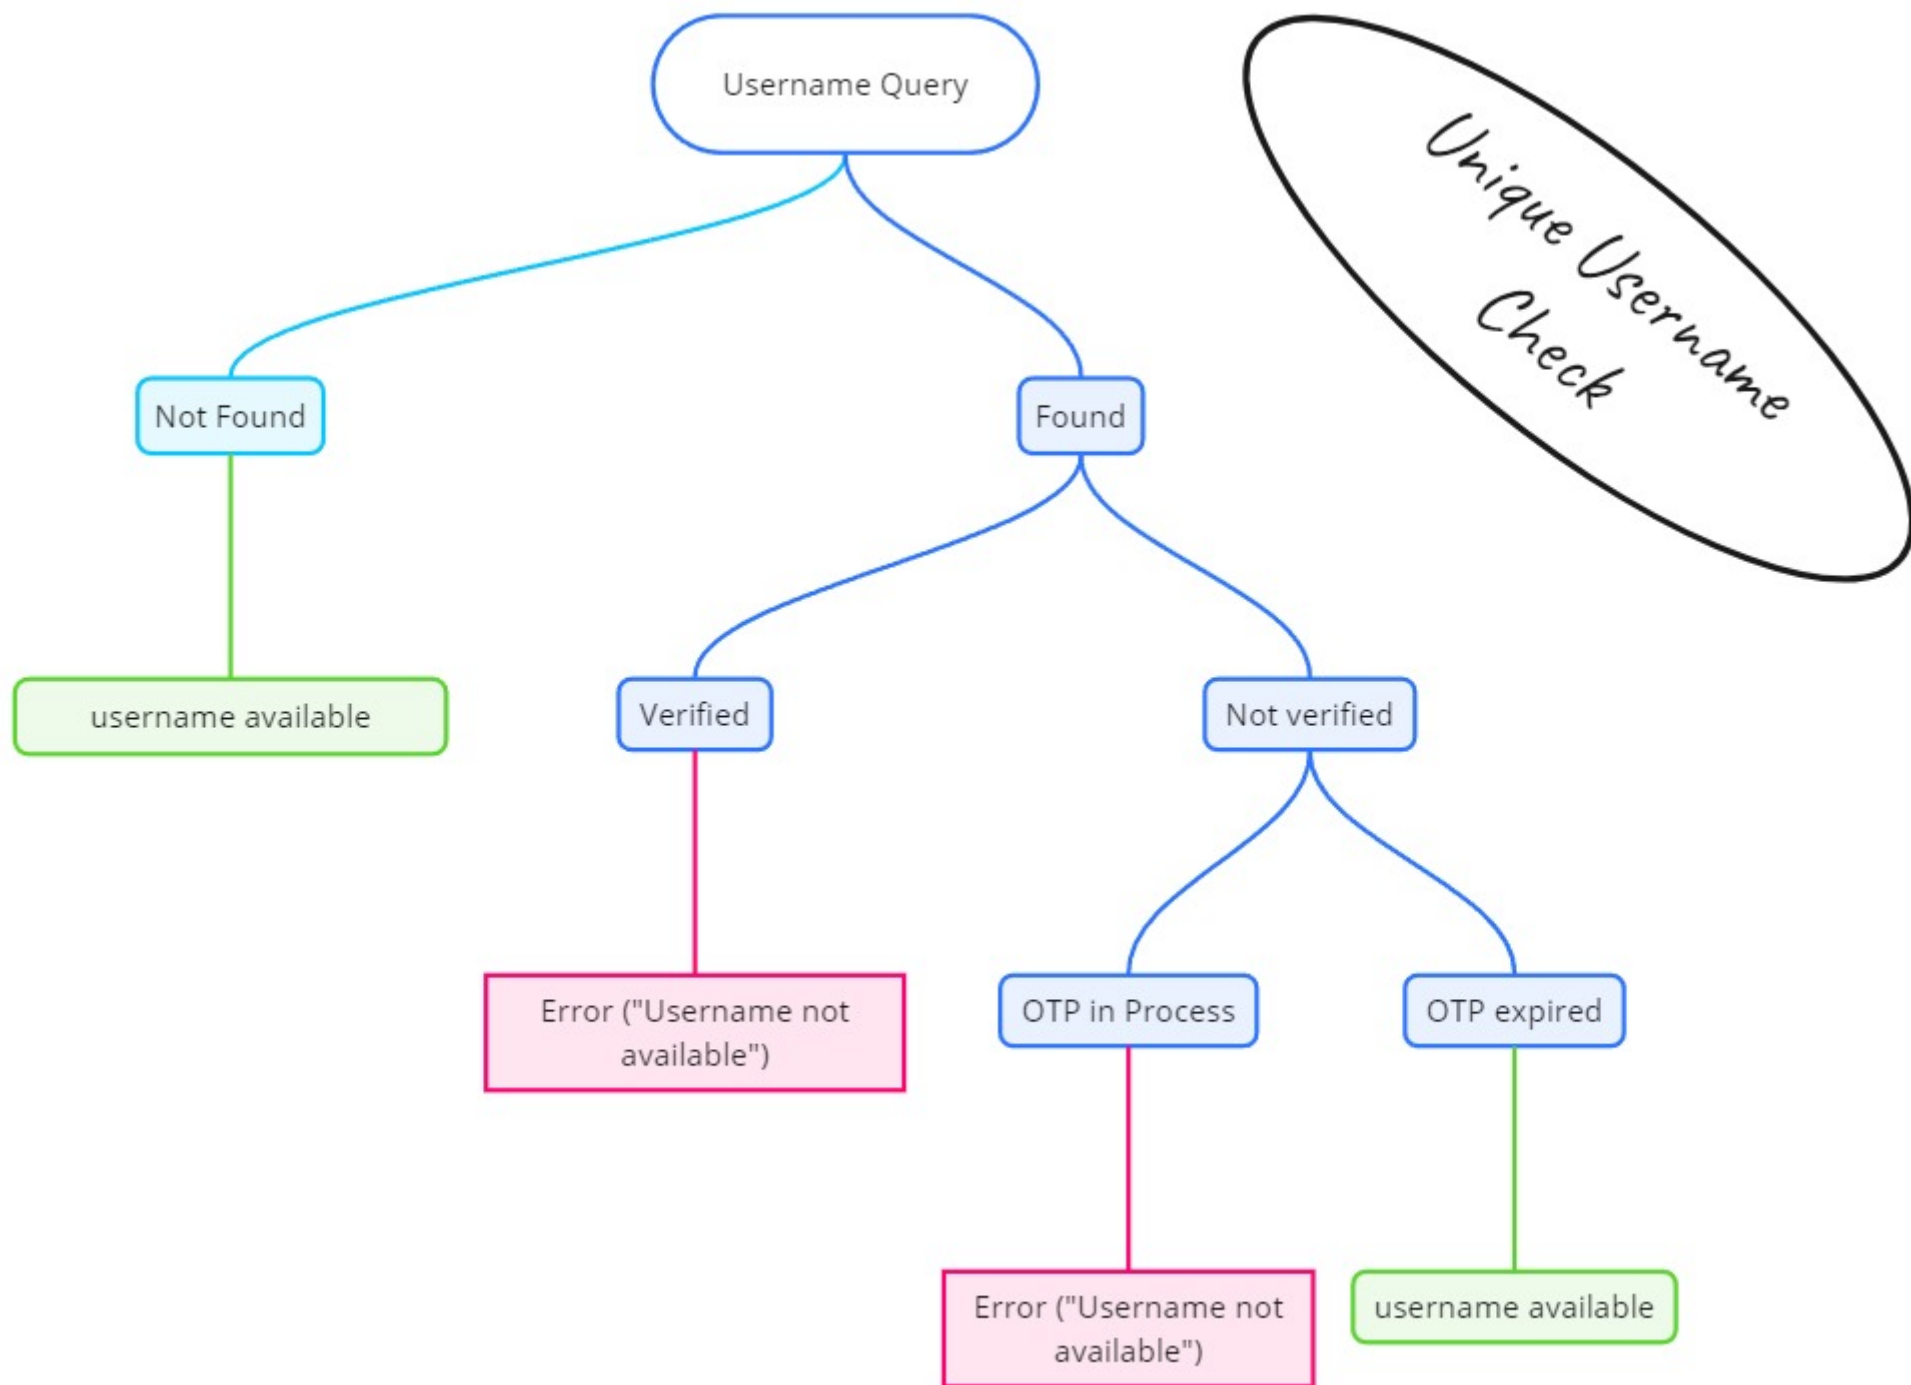 Username Query
Unique Username
Check
Not Found
Found
username available
Verified
Not verified
Error ("Username not
available")
OTP in Process
OTP expired
Error ("Username not
available")
username available